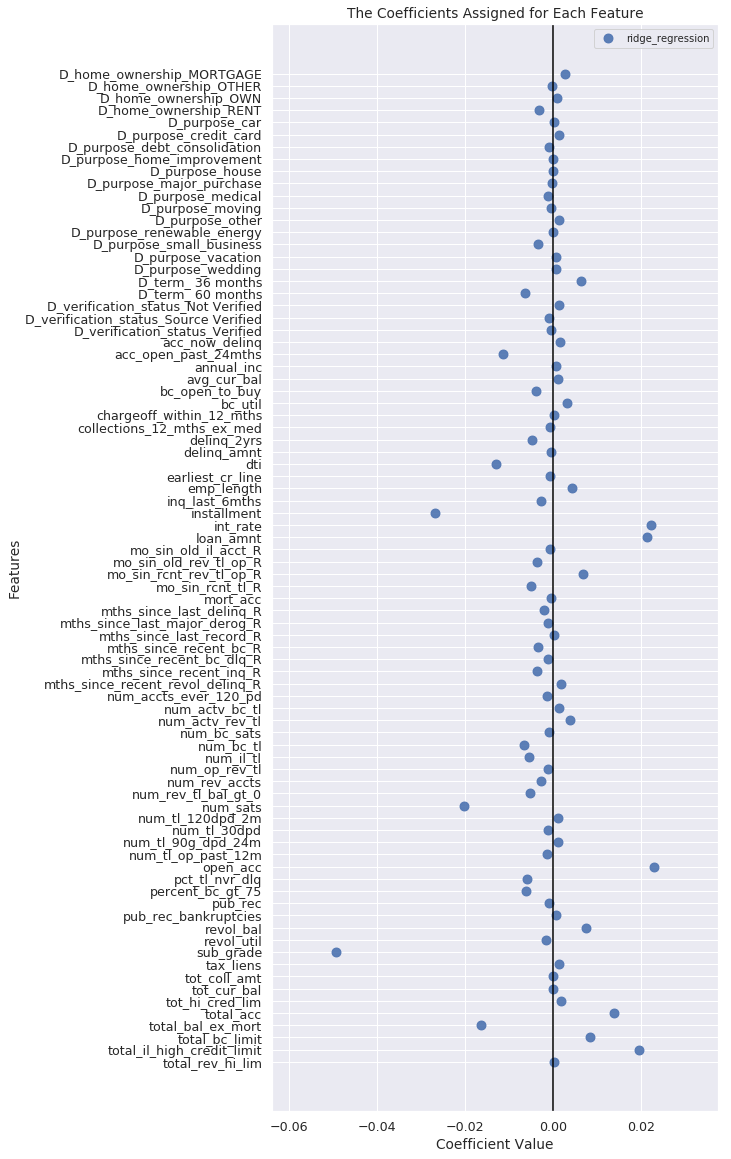 The Coefficients Assigned for Each Feature
ridge_regression
D_home_ownership_MORTGAGE
D_home_ownership_OTHER
D_home_ownership_OWN
D_home_ownership_RENT
D_purpose_car
D_purpose_credit_card
D_purpose_debt_consolidation
D_purpose_home_improvement
D_purpose_house
D_purpose_major_purchase
D_purpose_medical
D_purpose_moving
D_purpose_other
D_purpose_renewable_energy
D_purpose_small_business
D_purpose_vacation
D_purpose_wedding
D_term_ 36 months
D_term_ 60 months
D_verification_status_Not Verified
D_verification_status_Source Verified
D_verification_status_Verified
acc_now_delinq
acc_open_past_24mths
annual_inc
avg_cur_bal
bc_open_to_buy
bc_util
chargeoff_within_12_mths
collections_12_mths_ex_med
delinq_2yrs
delinq_amnt
dti
earliest_cr_line
emp_length
inq_last_6mths
installment
int_rate
loan_amnt
mo_sin_old_il_acct_R
mo_sin_old_rev_tl_op_R
mo_sin_rcnt_rev_tl_op_R
mo_sin_rcnt_tl_R
mort_acc
mths_since_last_delinq_R
mths_since_last_major_derog_R
mths_since_last_record_R
mths_since_recent_bc_R
mths_since_recent_bc_dlq_R
mths_since_recent_inq_R
mths_since_recent_revol_delinq_R
num_accts_ever_120_pd
num_actv_bc_tl
num_actv_rev_tl
num_bc_sats
num_bc_tl
num_il_tl
num_op_rev_tl
num_rev_accts
num_rev_tl_bal_gt_0
num_sats
num_tl_120dpd_2m
num_tl_30dpd
num_tl_90g_dpd_24m
num_tl_op_past_12m
open_acc
pct_tl_nvr_dlq
percent_bc_gt_75
pub_rec
pub_rec_bankruptcies
revol_bal
revol_util
sub_grade
tax_liens
tot_coll_amt
tot_cur_bal
tot_hi_cred_lim
total_acc
total_bal_ex_mort
total_bc_limit
total_il_high_credit_limit
total_rev_hi_lim
Features
−0.06 −0.04 −0.02 0.00 0.02
Coefficient Value